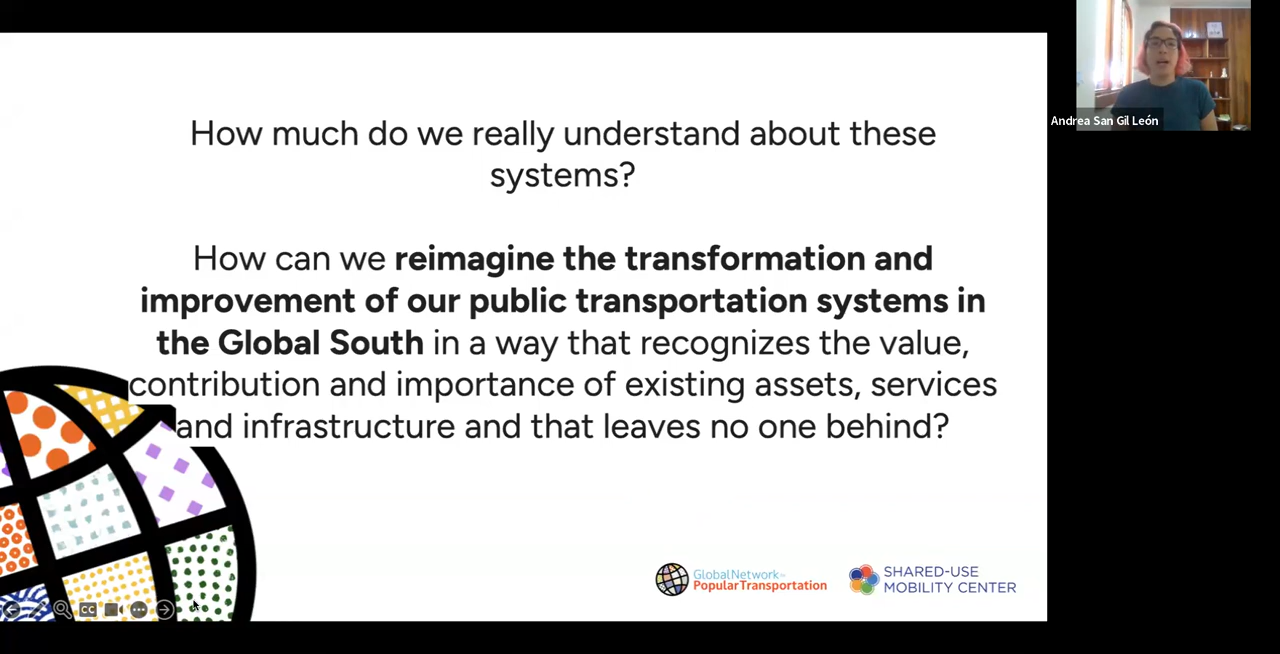 How much do we really understand about these
systems?
How can we reimagine the transformation and
improvement of our public transportation systems in
the Global South in a way that recognizes the value,
contribution and importance of existing assets, services
and infrastructure and that leaves no one behind?
GlobalNetwork
PopularTransportation
SHARED-USE
MOBILITY CENTER
CC
Andrea San Gil León